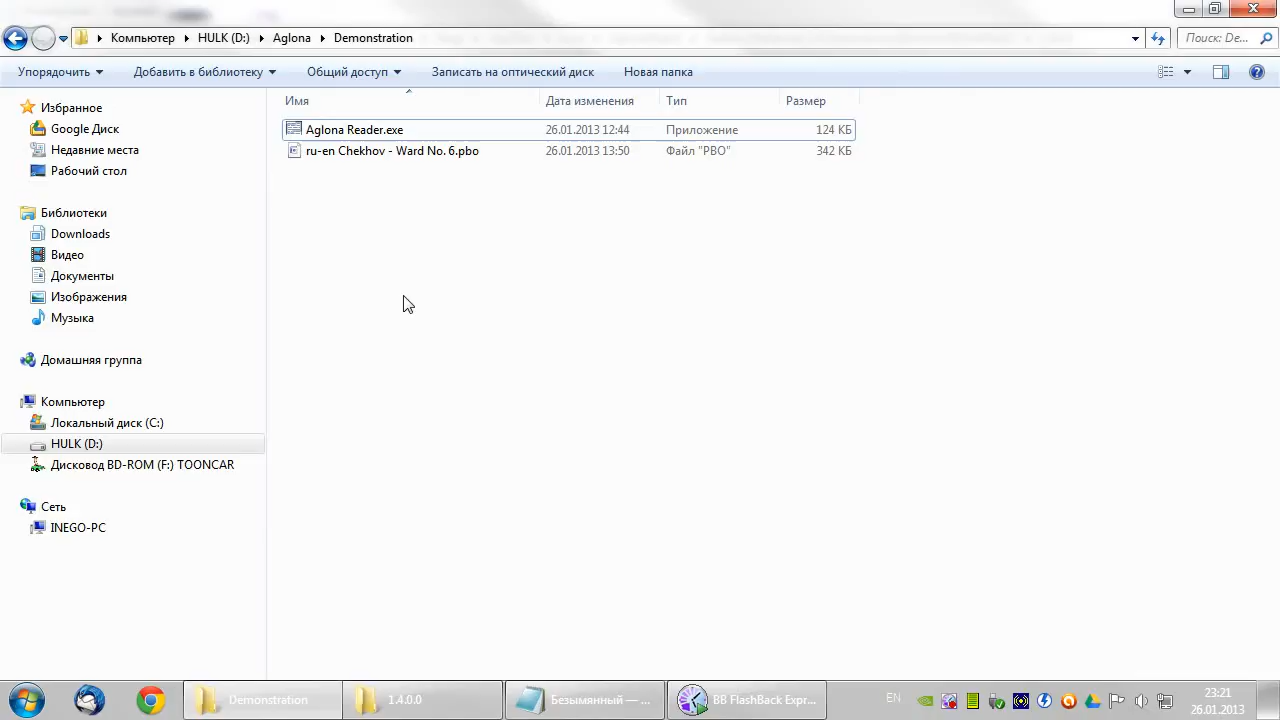 Компьютер HULK (D:) Aglona Demonstration Поиск: De...
Упорядочить Добавить в библиотеку Общий доступ Записать на оптический диск Новая папка
Имя Дата изменения Тип Размер
Aglona Reader.exe 26.01.2013 12:44 Приложение 124 КБ
ru-en Chekhov - Ward No. 6.pbo 26.01.2013 13:50 Файл "PBO" 342 КБ
Избранное
Google Диск
Недавние места
Рабочий стол
Библиотеки
Downloads
Видео
Документы
Изображения
Музыка
Домашняя группа
Компьютер
Локальный диск (C:)
HULK (D:)
Дисковод BD-ROM (F:) TOONCAR
Сеть
INEGO-PC
Demonstration 1.4.0.0 Безымянный — ... BB FlashBack Expr... EN 23:21
26.01.2013